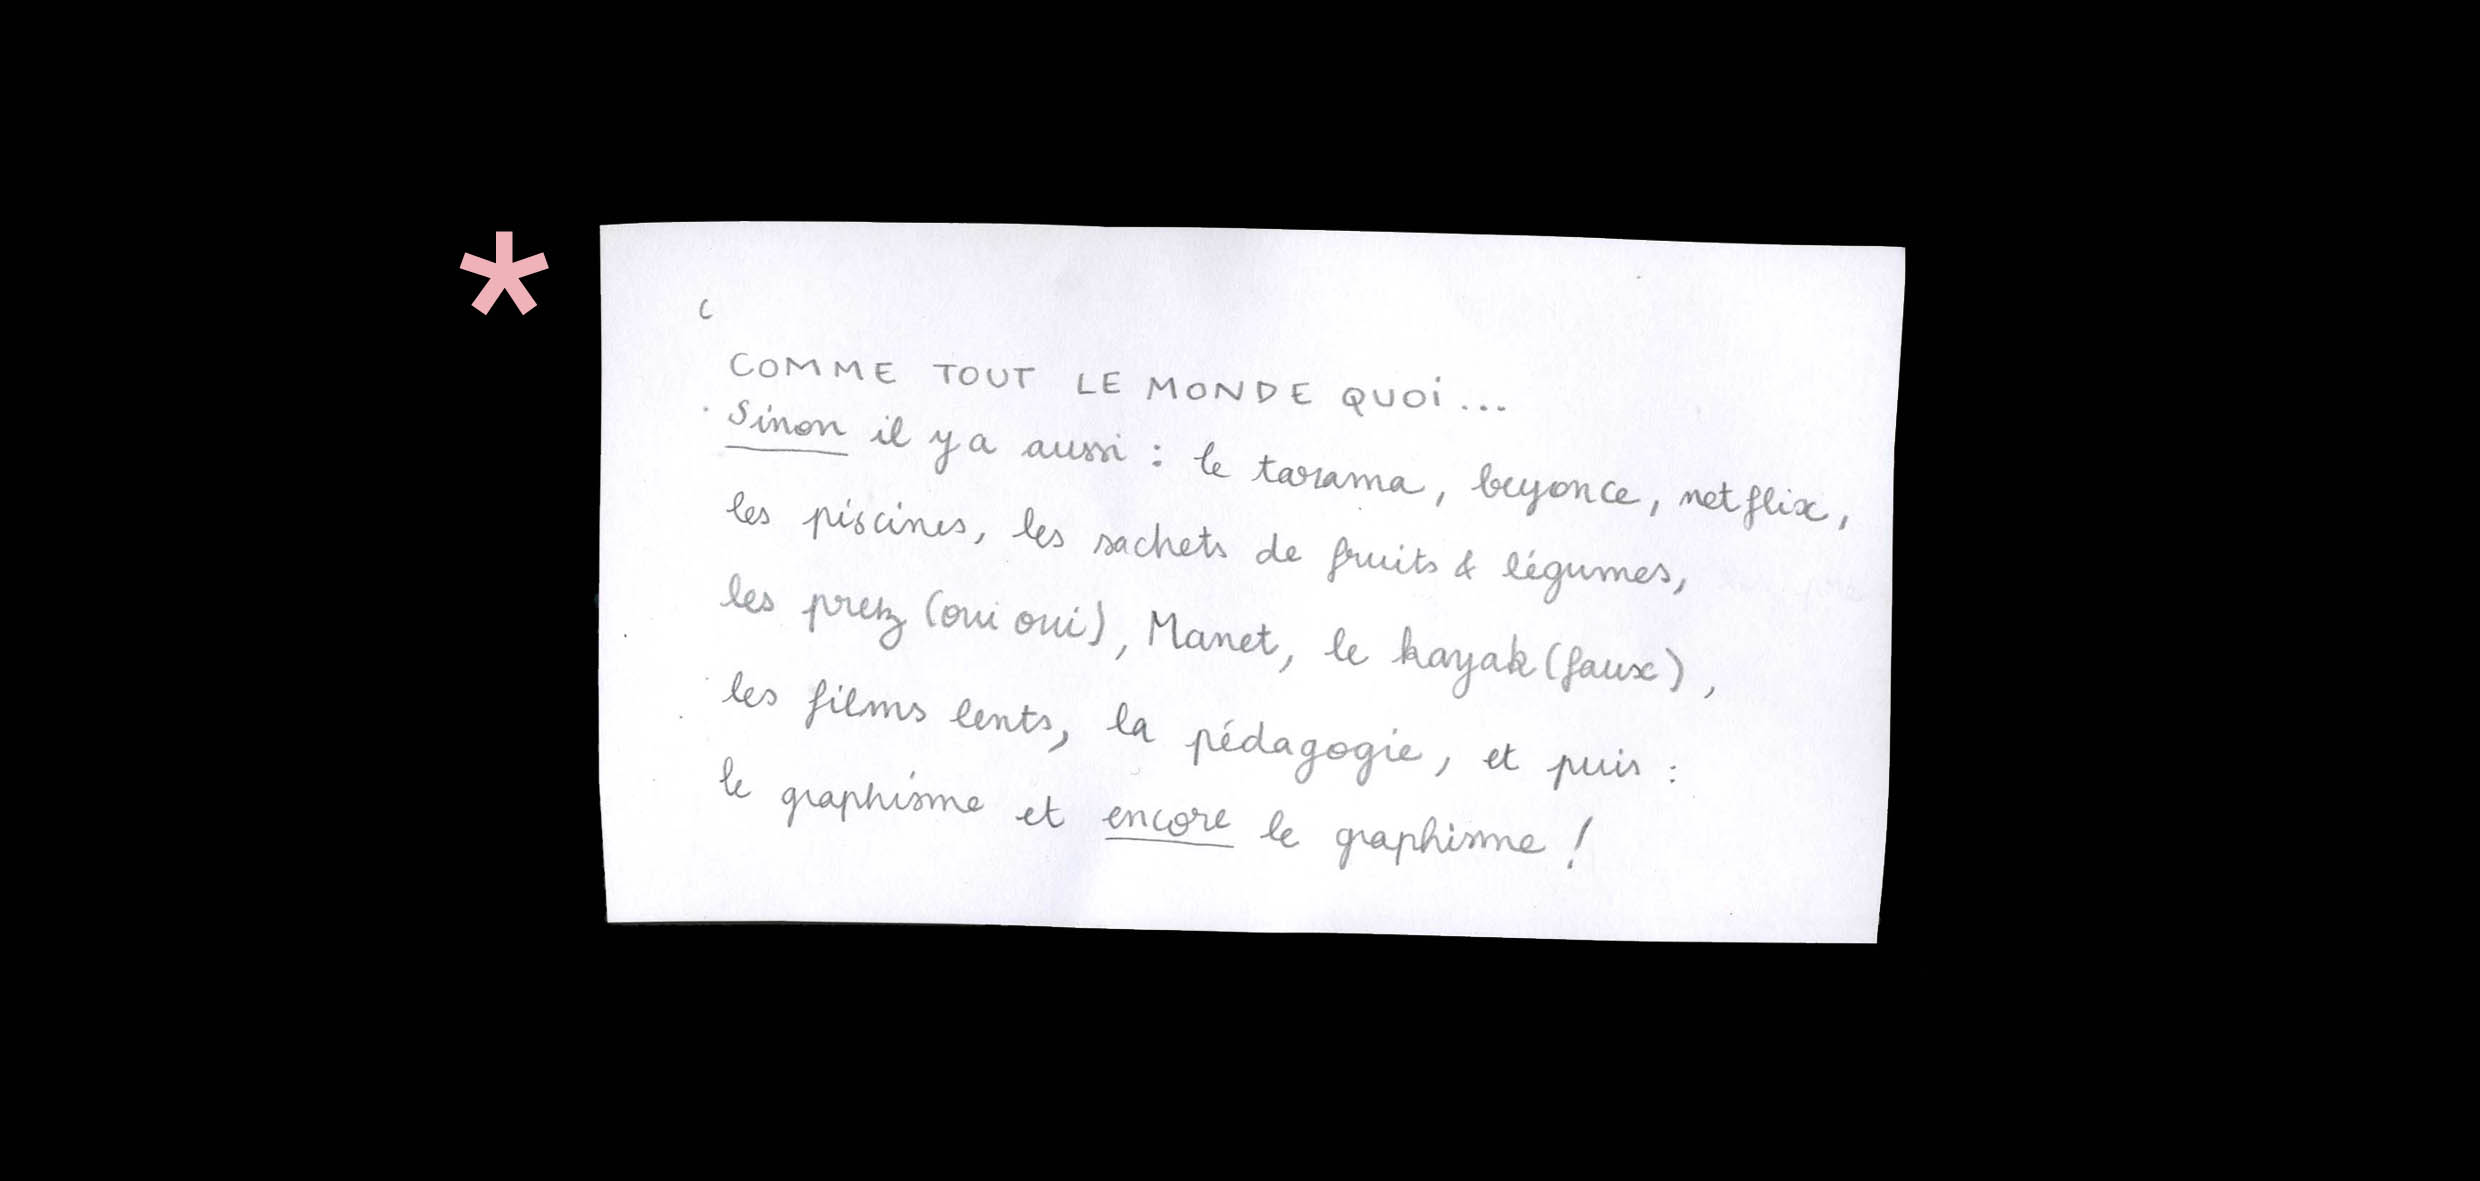 *
c
COMME TOUT LE MONDE QUOi...
Sinon il y a aussi : le tarama, beyonce, netflix,
les piscines, les sachets de fruits & légumes,
les prez (oui oui), Manet, le kayak (faux),
les films lents, la pédagogie, et puis :
le graphisme et encore le graphisme !